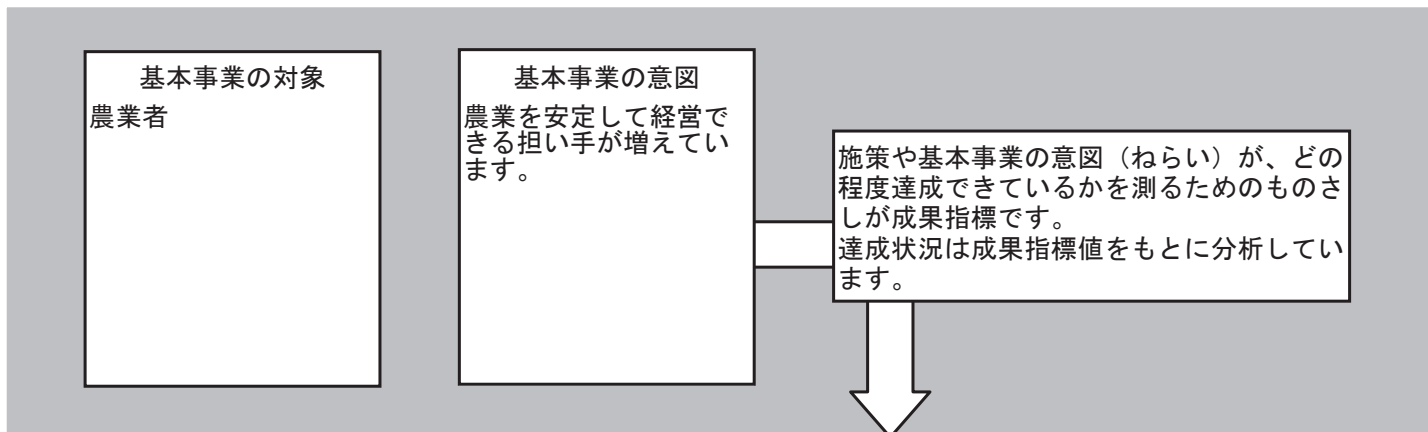 基本事業の対象
農業者
基本事業の意図
農業を安定して経営で
きる担い手が増えてい
ます。
施策や基本事業の意図（ねらい）が、どの
程度達成できているかを測るためのものさ
しが成果指標です。
達成状況は成果指標値をもとに分析してい
ます。